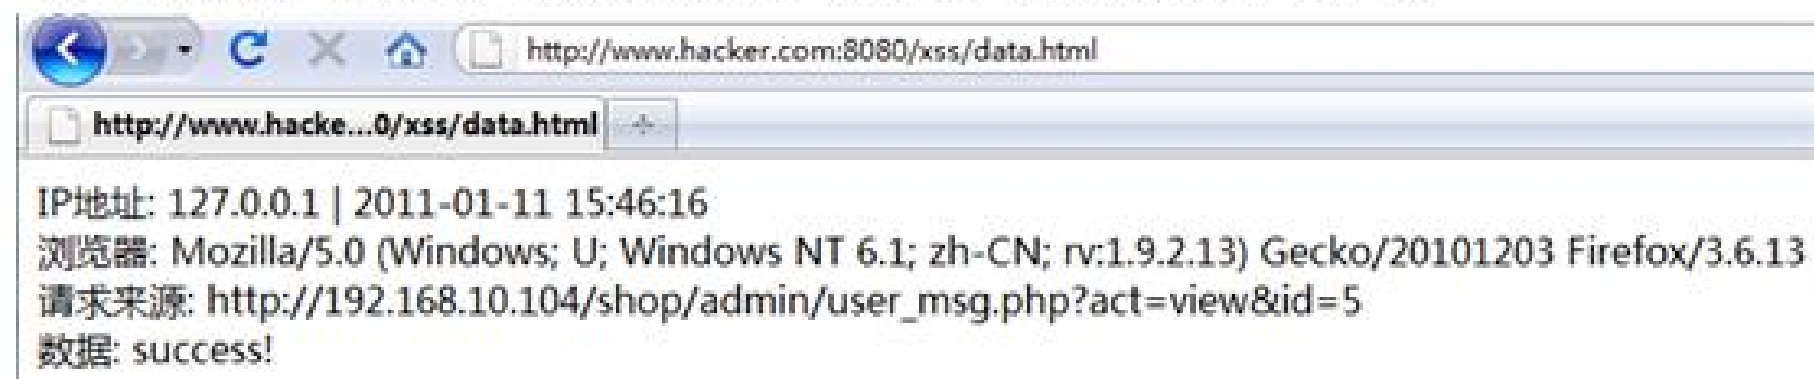 http://www.hacker.com:8080/xss/data.html
http://www.hacke...0/xss/data.html
IP地址: 127.0.0.1 | 2011-01-11 15:46:16
浏览器: Mozilla/5.0 (Windows; U; Windows NT 6.1; zh-CN; rv:1.9.2.13) Gecko/20101203 Firefox/3.6.13
请求来源: http://192.168.10.104/shop/admin/user_msg.php?act=view&id=5
数据: success!